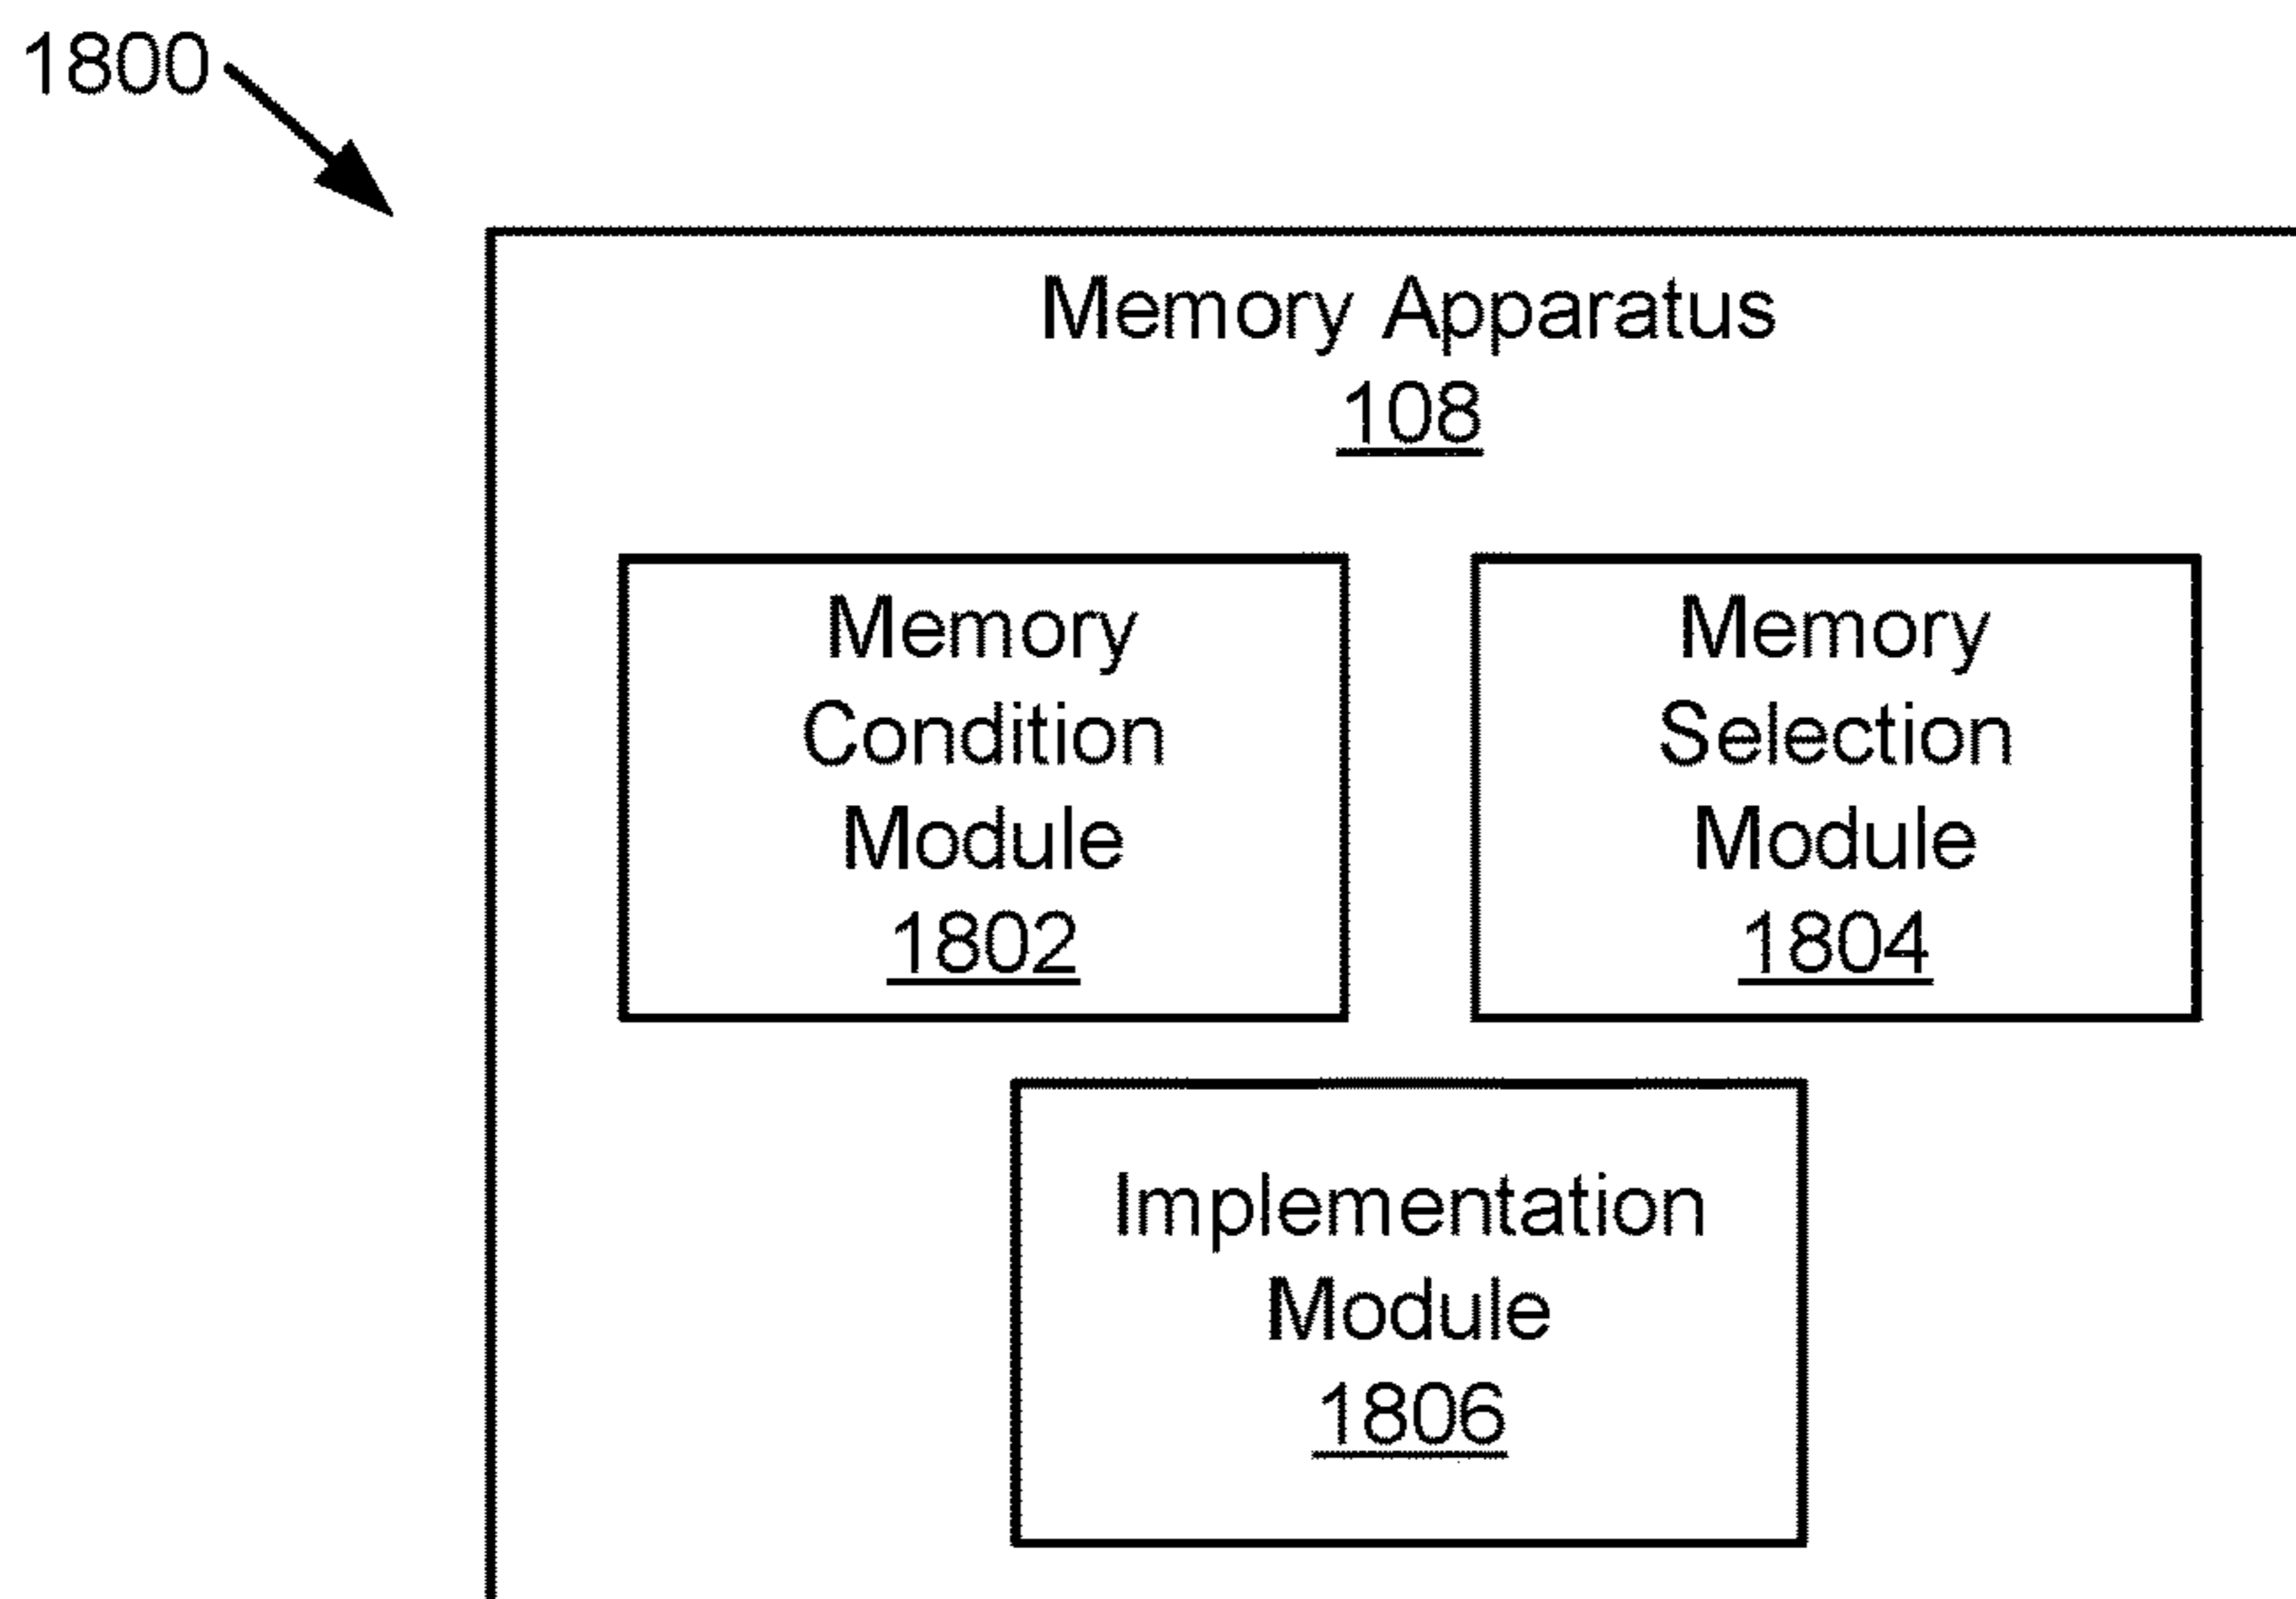 1800
Memory Apparatus
108
Memory
Condition
Module
1802
Memory
Selection
Module
1804
Implementation
Module
1806